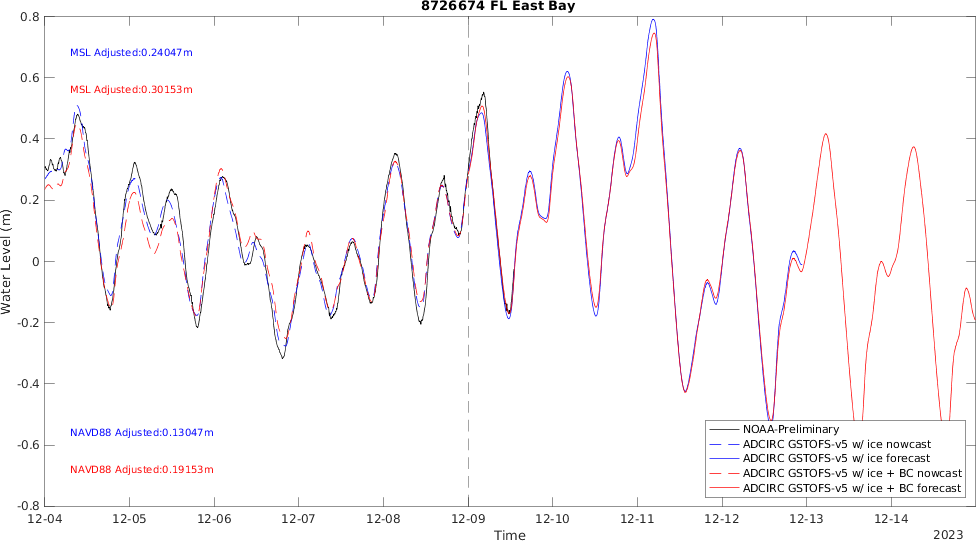 8726674 FL East Bay
MSL Adjusted:0.24047m
MSL Adjusted:0.30153m
NAVD88 Adjusted:0.13047m
NAVD88 Adjusted:0.19153m
Water Level (m)
0.8
0.6
0.4
0.2
0
-0.2
-0.4
-0.6
-0.8
NOAA-Preliminary
ADCIRC GSTOFS-v5 w/ ice nowcast
ADCIRC GSTOFS-v5 w/ ice forecast
ADCIRC GSTOFS-v5 w/ ice + BC nowcast
ADCIRC GSTOFS-v5 w/ ice + BC forecast
12-04 12-05 12-06 12-07 12-08 12-09 12-10 12-11 12-12 12-13 12-14
Time
2023